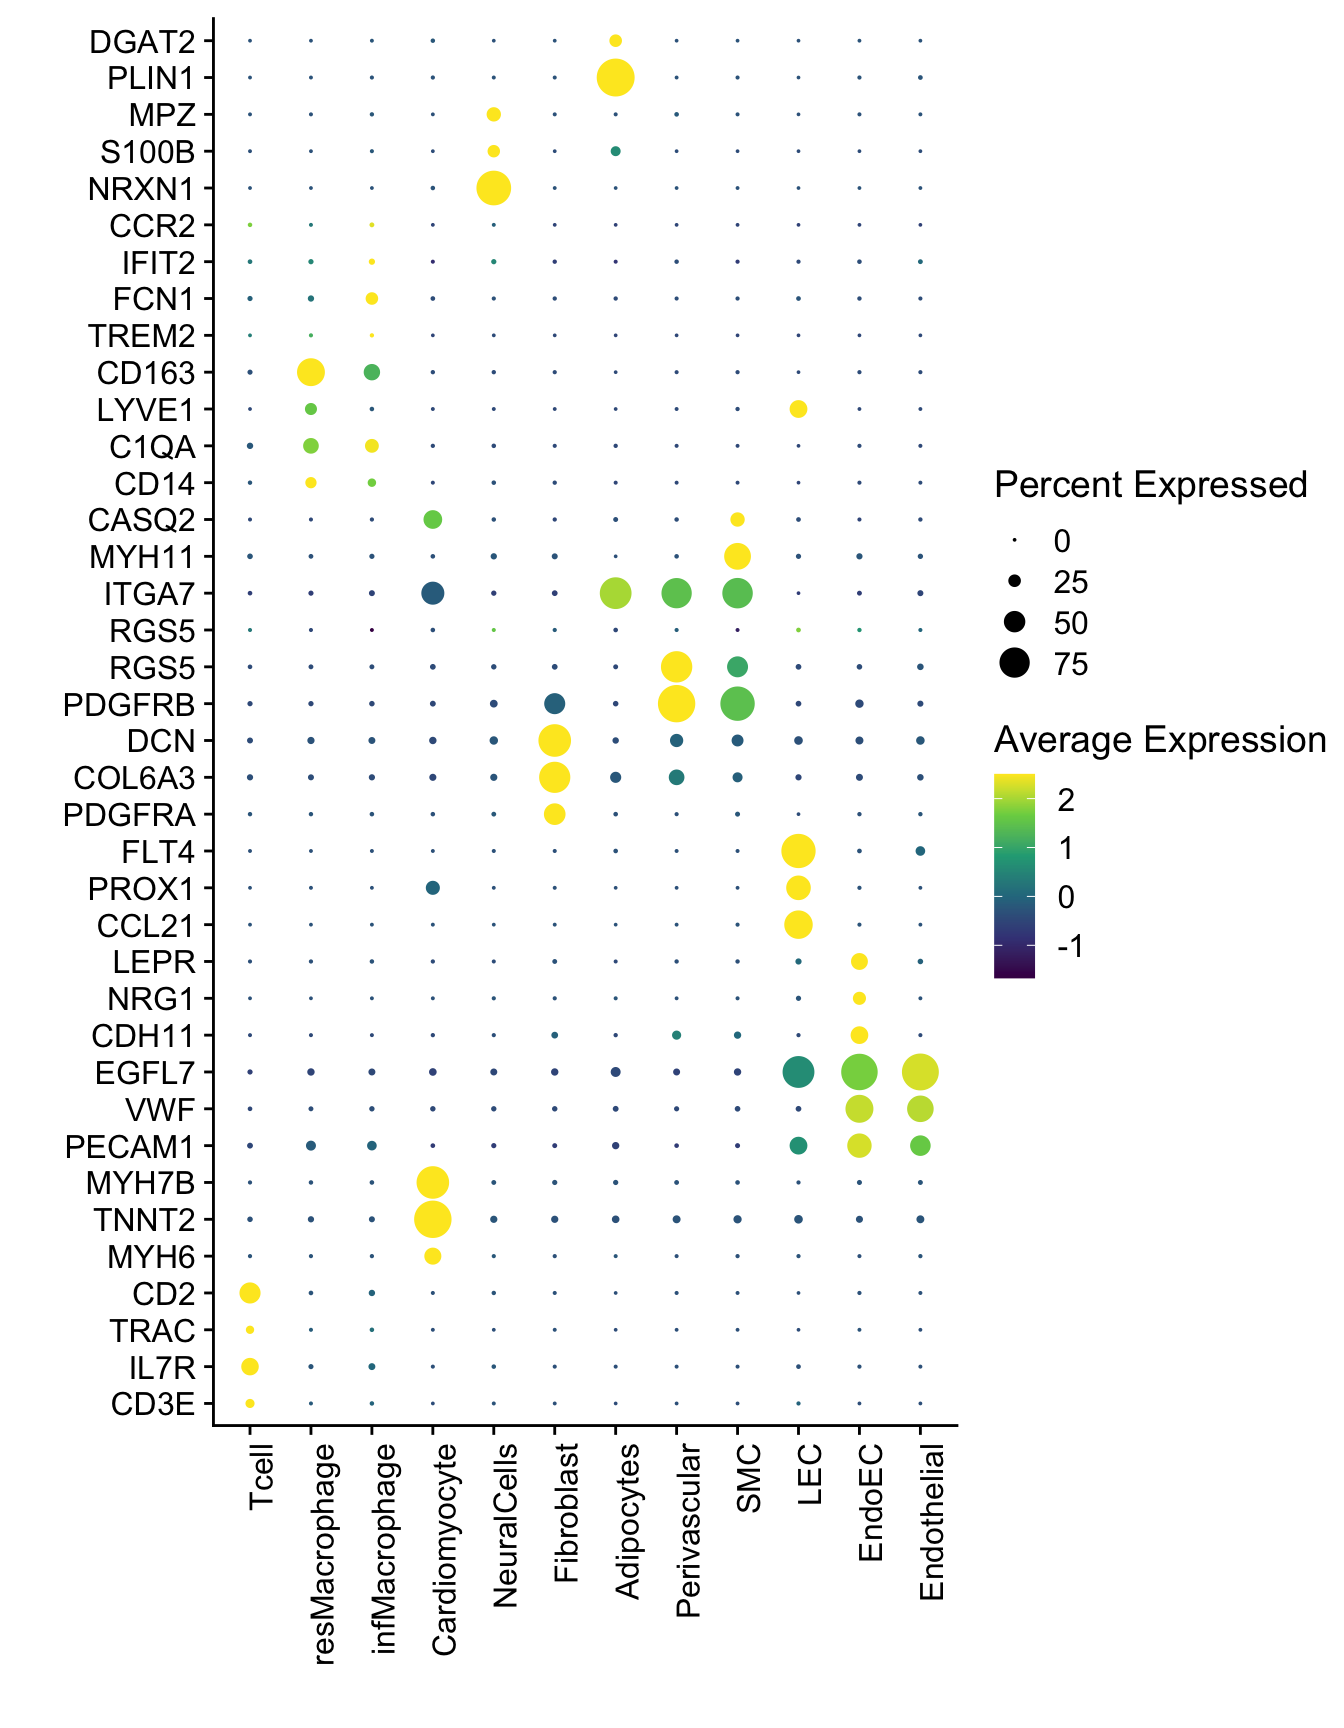 DGAT2
PLIN1
MPZ
S100B
NRXN1
CCR2
IFIT2
FCN1
TREM2
CD163
LYVE1
C1QA
CD14
CASQ2
MYH11
ITGA7
RGS5
RGS5
PDGFRB
DCN
COL6A3
PDGFRA
FLT4
PROX1
CCL21
LEPR
NRG1
CDH11
EGFL7
VWF
PECAM1
MYH7B
TNNT2
MYH6
CD2
TRAC
IL7R
CD3E
Tcell
resMacrophage
infMacrophage
Cardiomyocyte
NeuralCells
Fibroblast
Adipocytes
Perivascular
SMC
LEC
EndoEC
Endothelial
Percent Expressed
0
25
50
75
Average Expression
2
1
0
-1